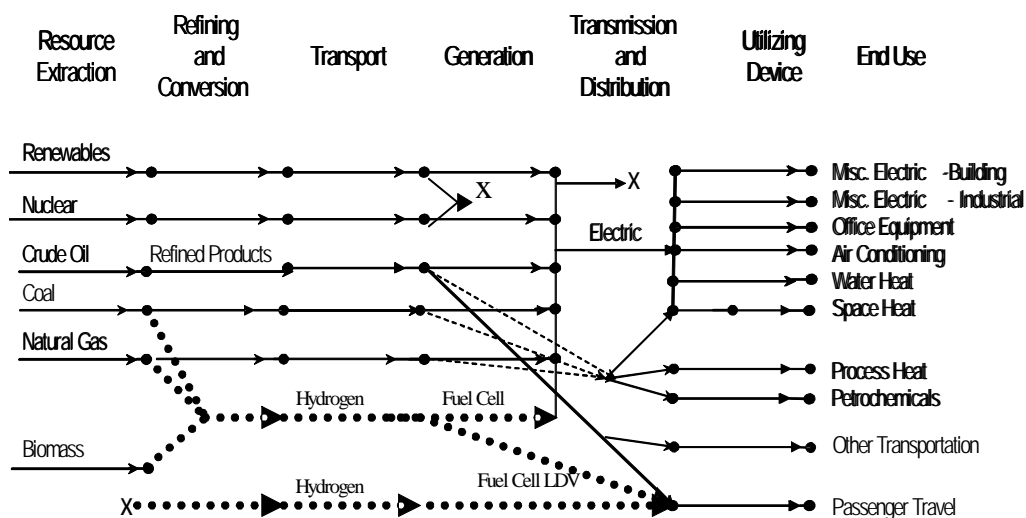 Resource
Extraction
Refining
and
Conversion
Transport
Generation
Transmission
and
Distribution
Utilizing
Device
End Use
Renewables
X
X
Misc. Electric -Building
Misc. Electric - Industrial
Nuclear
Electric
Office Equipment
Crude Oil
Refined Products
Air Conditioning
Water Heat
Coal
Space Heat
Natural Gas
Process Heat
Hydrogen
Fuel Cell
Petrochemicals
Biomass
Other Transportation
Hydrogen
Fuel Cell LDV
X
Passenger Travel